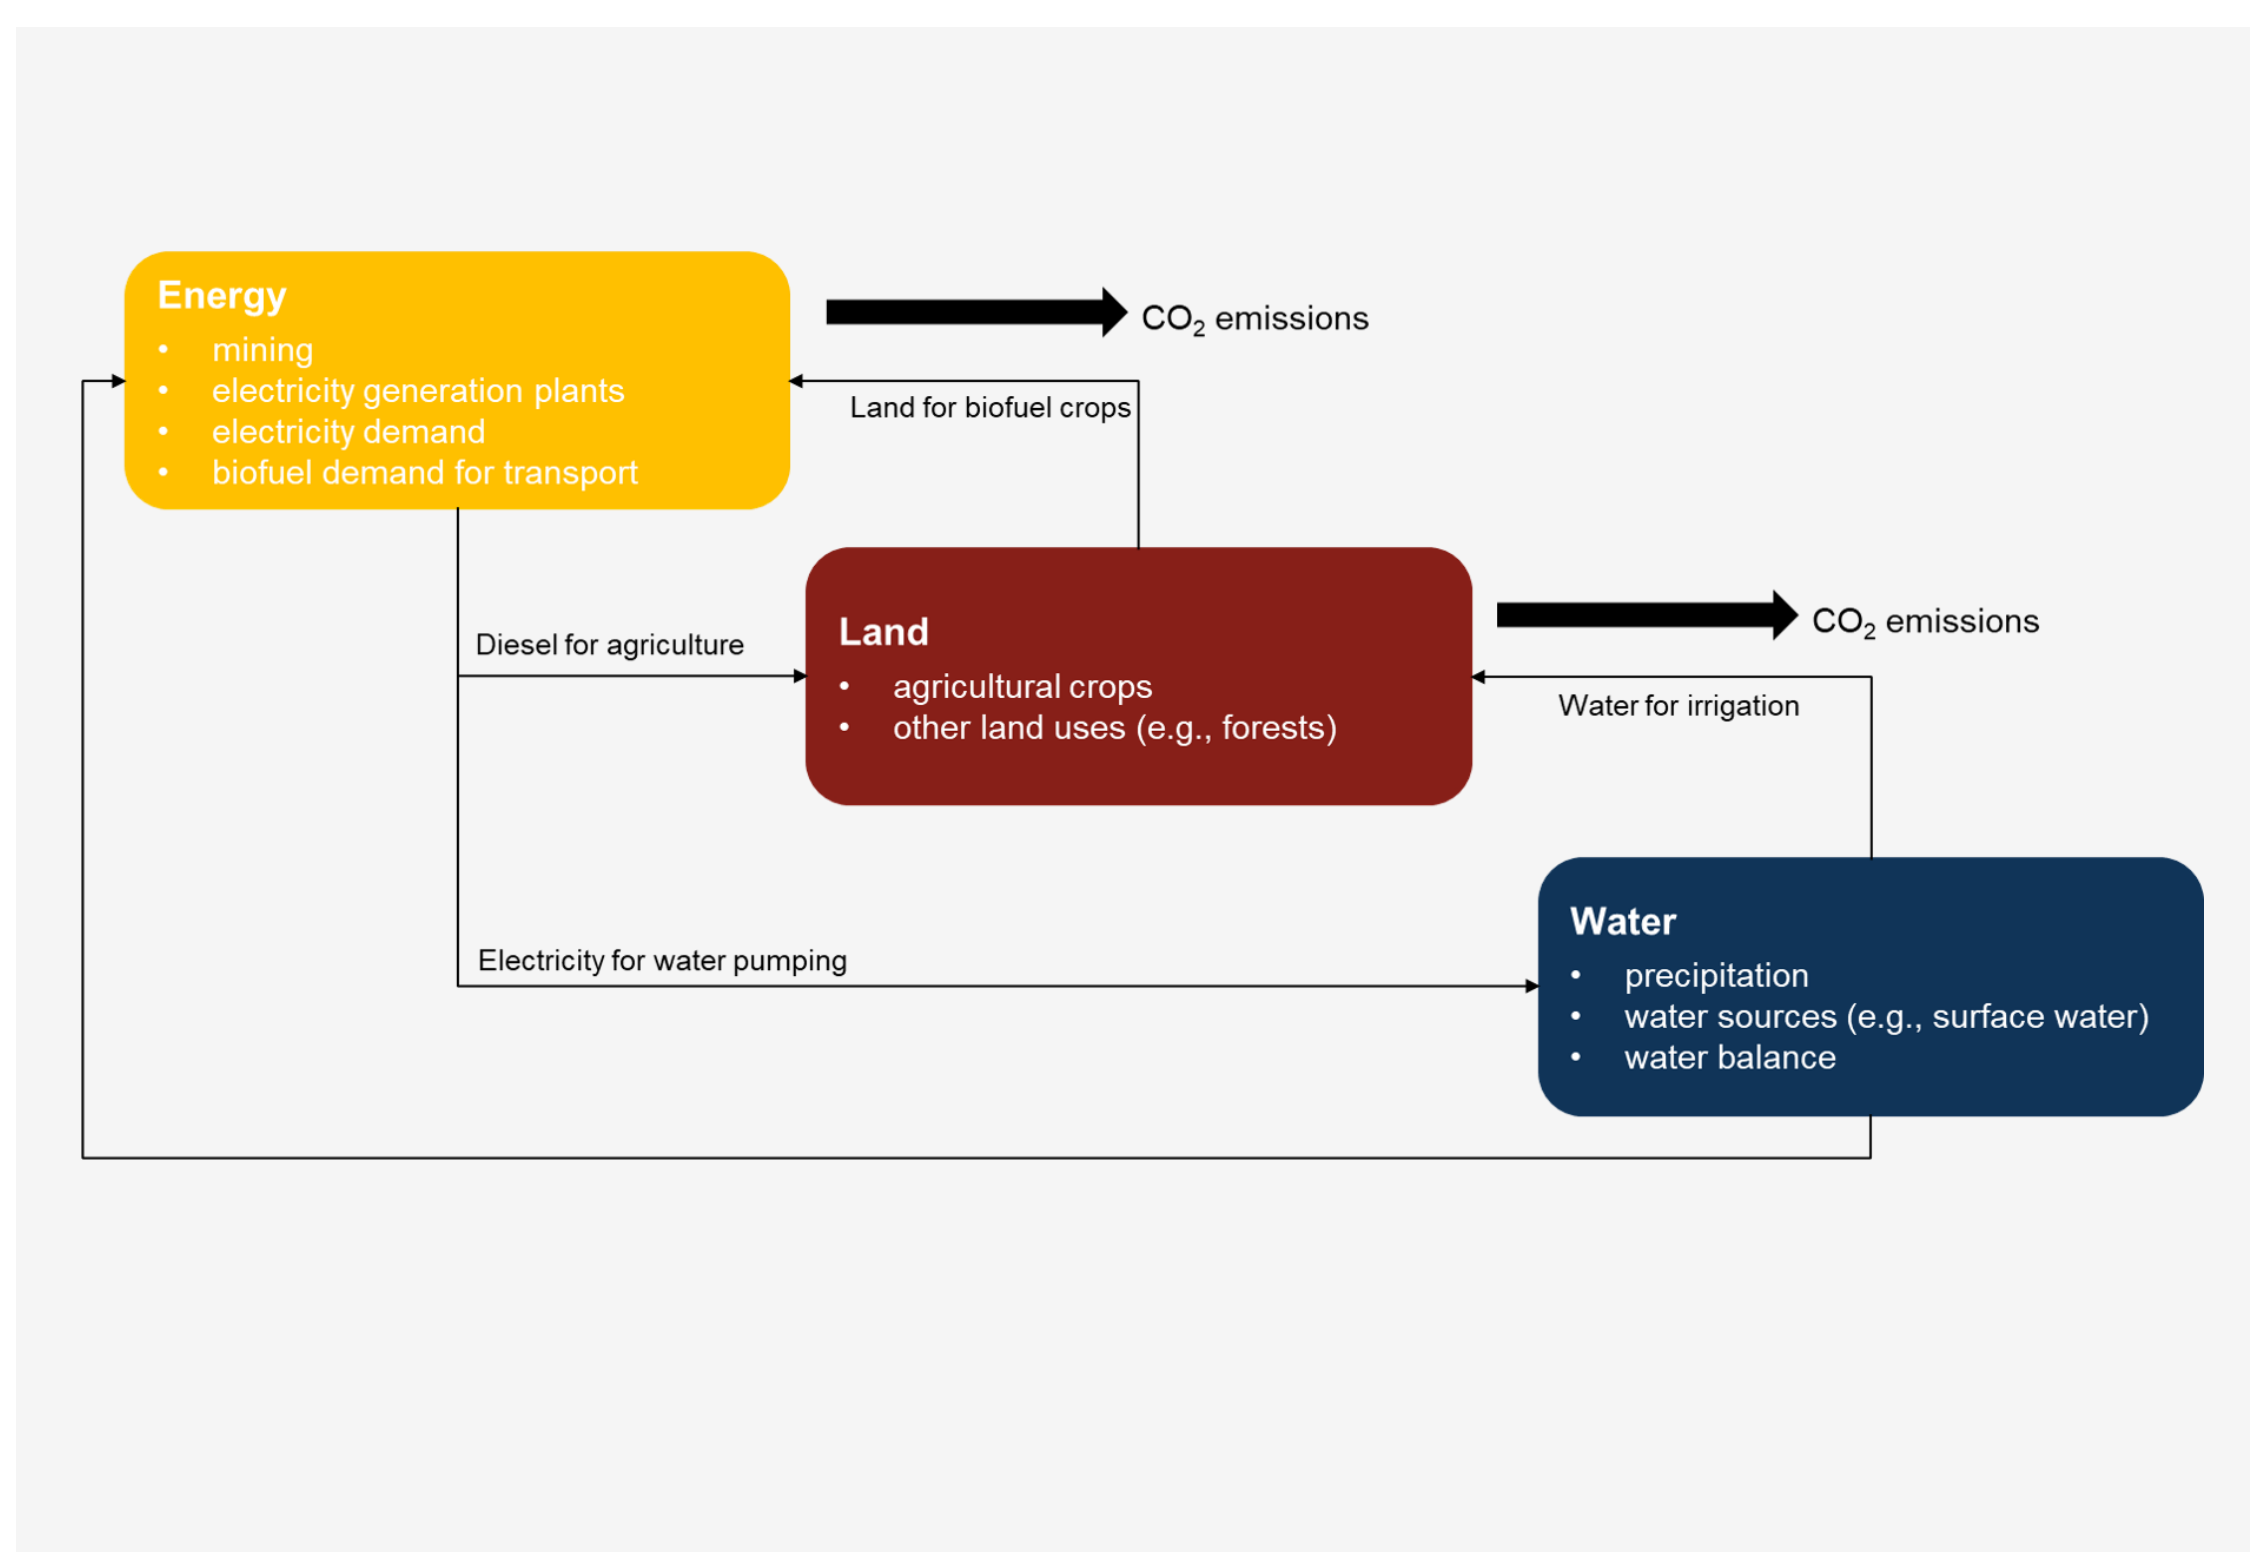 Energy
• mining
• electricity generation plants
• electricity demand
• biofuel demand for transport
CO₂ emissions
Land for biofuel crops
Diesel for agriculture
Land
• agricultural crops
• other land uses (e.g., forests)
CO₂ emissions
Water for irrigation
Electricity for water pumping
Water
• precipitation
• water sources (e.g., surface water)
• water balance